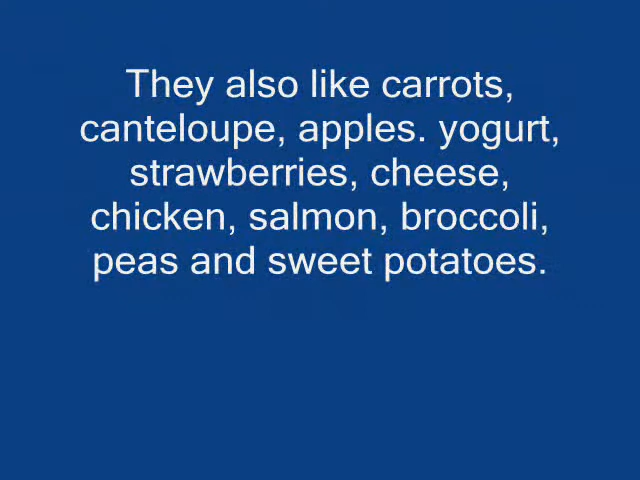 They also like carrots,
canteloupe, apples. yogurt,
strawberries, cheese,
chicken, salmon, broccoli,
peas and sweet potatoes.